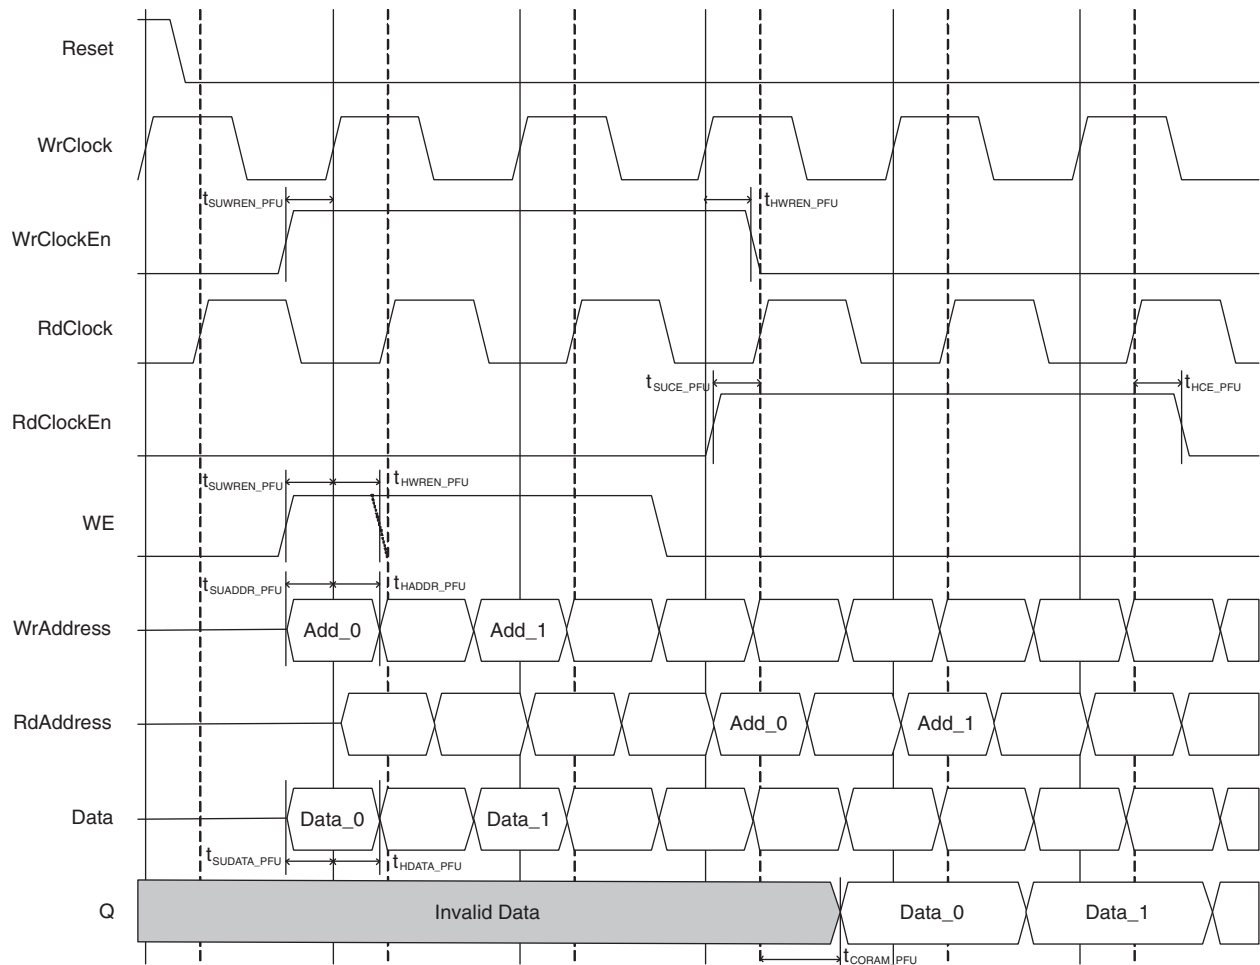 Reset
WrClock
tSUWREN_PFU
tHWREN_PFU
WrClockEn
RdClock
tSUCE_PFU
tHCE_PFU
RdClockEn
tSUWREN_PFU
tHWREN_PFU
WE
tSUADDR_PFU
tHADDR_PFU
WrAddress Add_0 Add_1
RdAddress Add_0 Add_1
Data Data_0 Data_1
tSUDATA_PFU
tHDATA_PFU
Q Invalid Data Data_0 Data_1
tCORAM_PFU